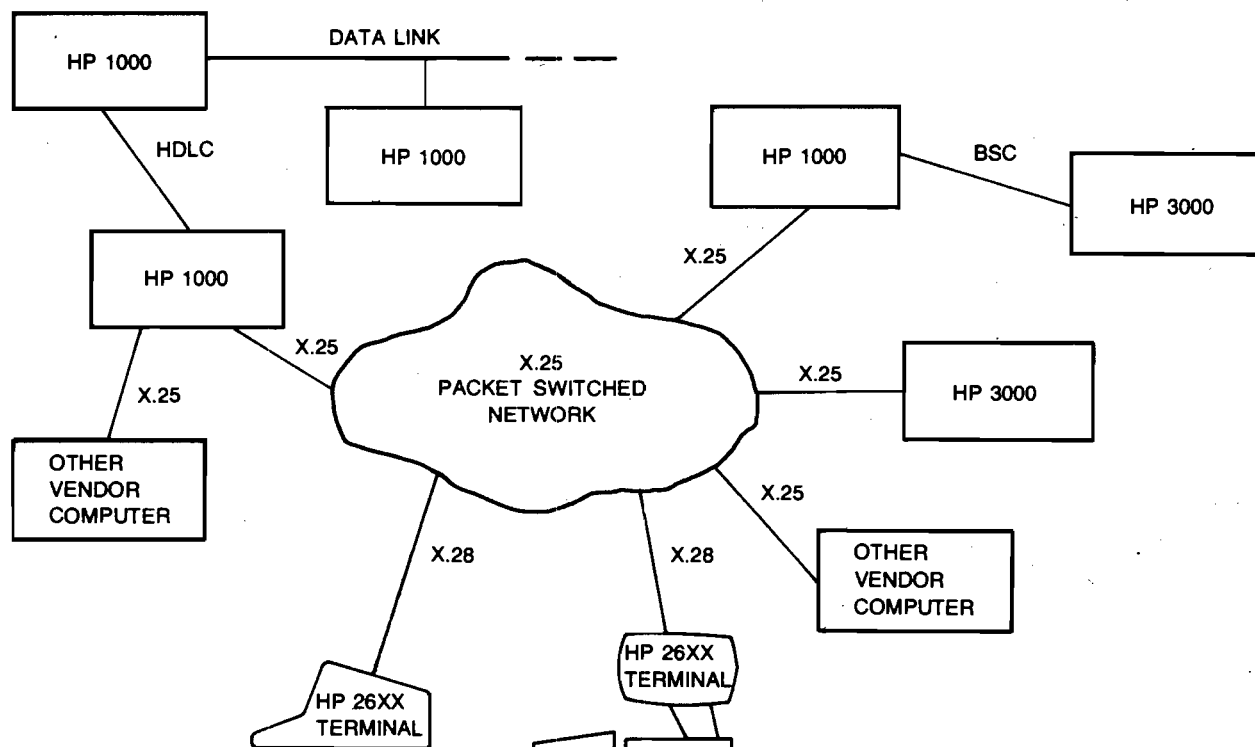 HP 1000
DATA LINK
HP 1000
HDLC
HP 1000
BSC
HP 3000
X.25
HP 1000
X.25
X.25
X.25
PACKET SWITCHED
NETWORK
X.25
HP 3000
OTHER
VENDOR
COMPUTER
X.25
OTHER
VENDOR
COMPUTER
X.28
X.28
HP 26XX
TERMINAL
HP 26XX
TERMINAL